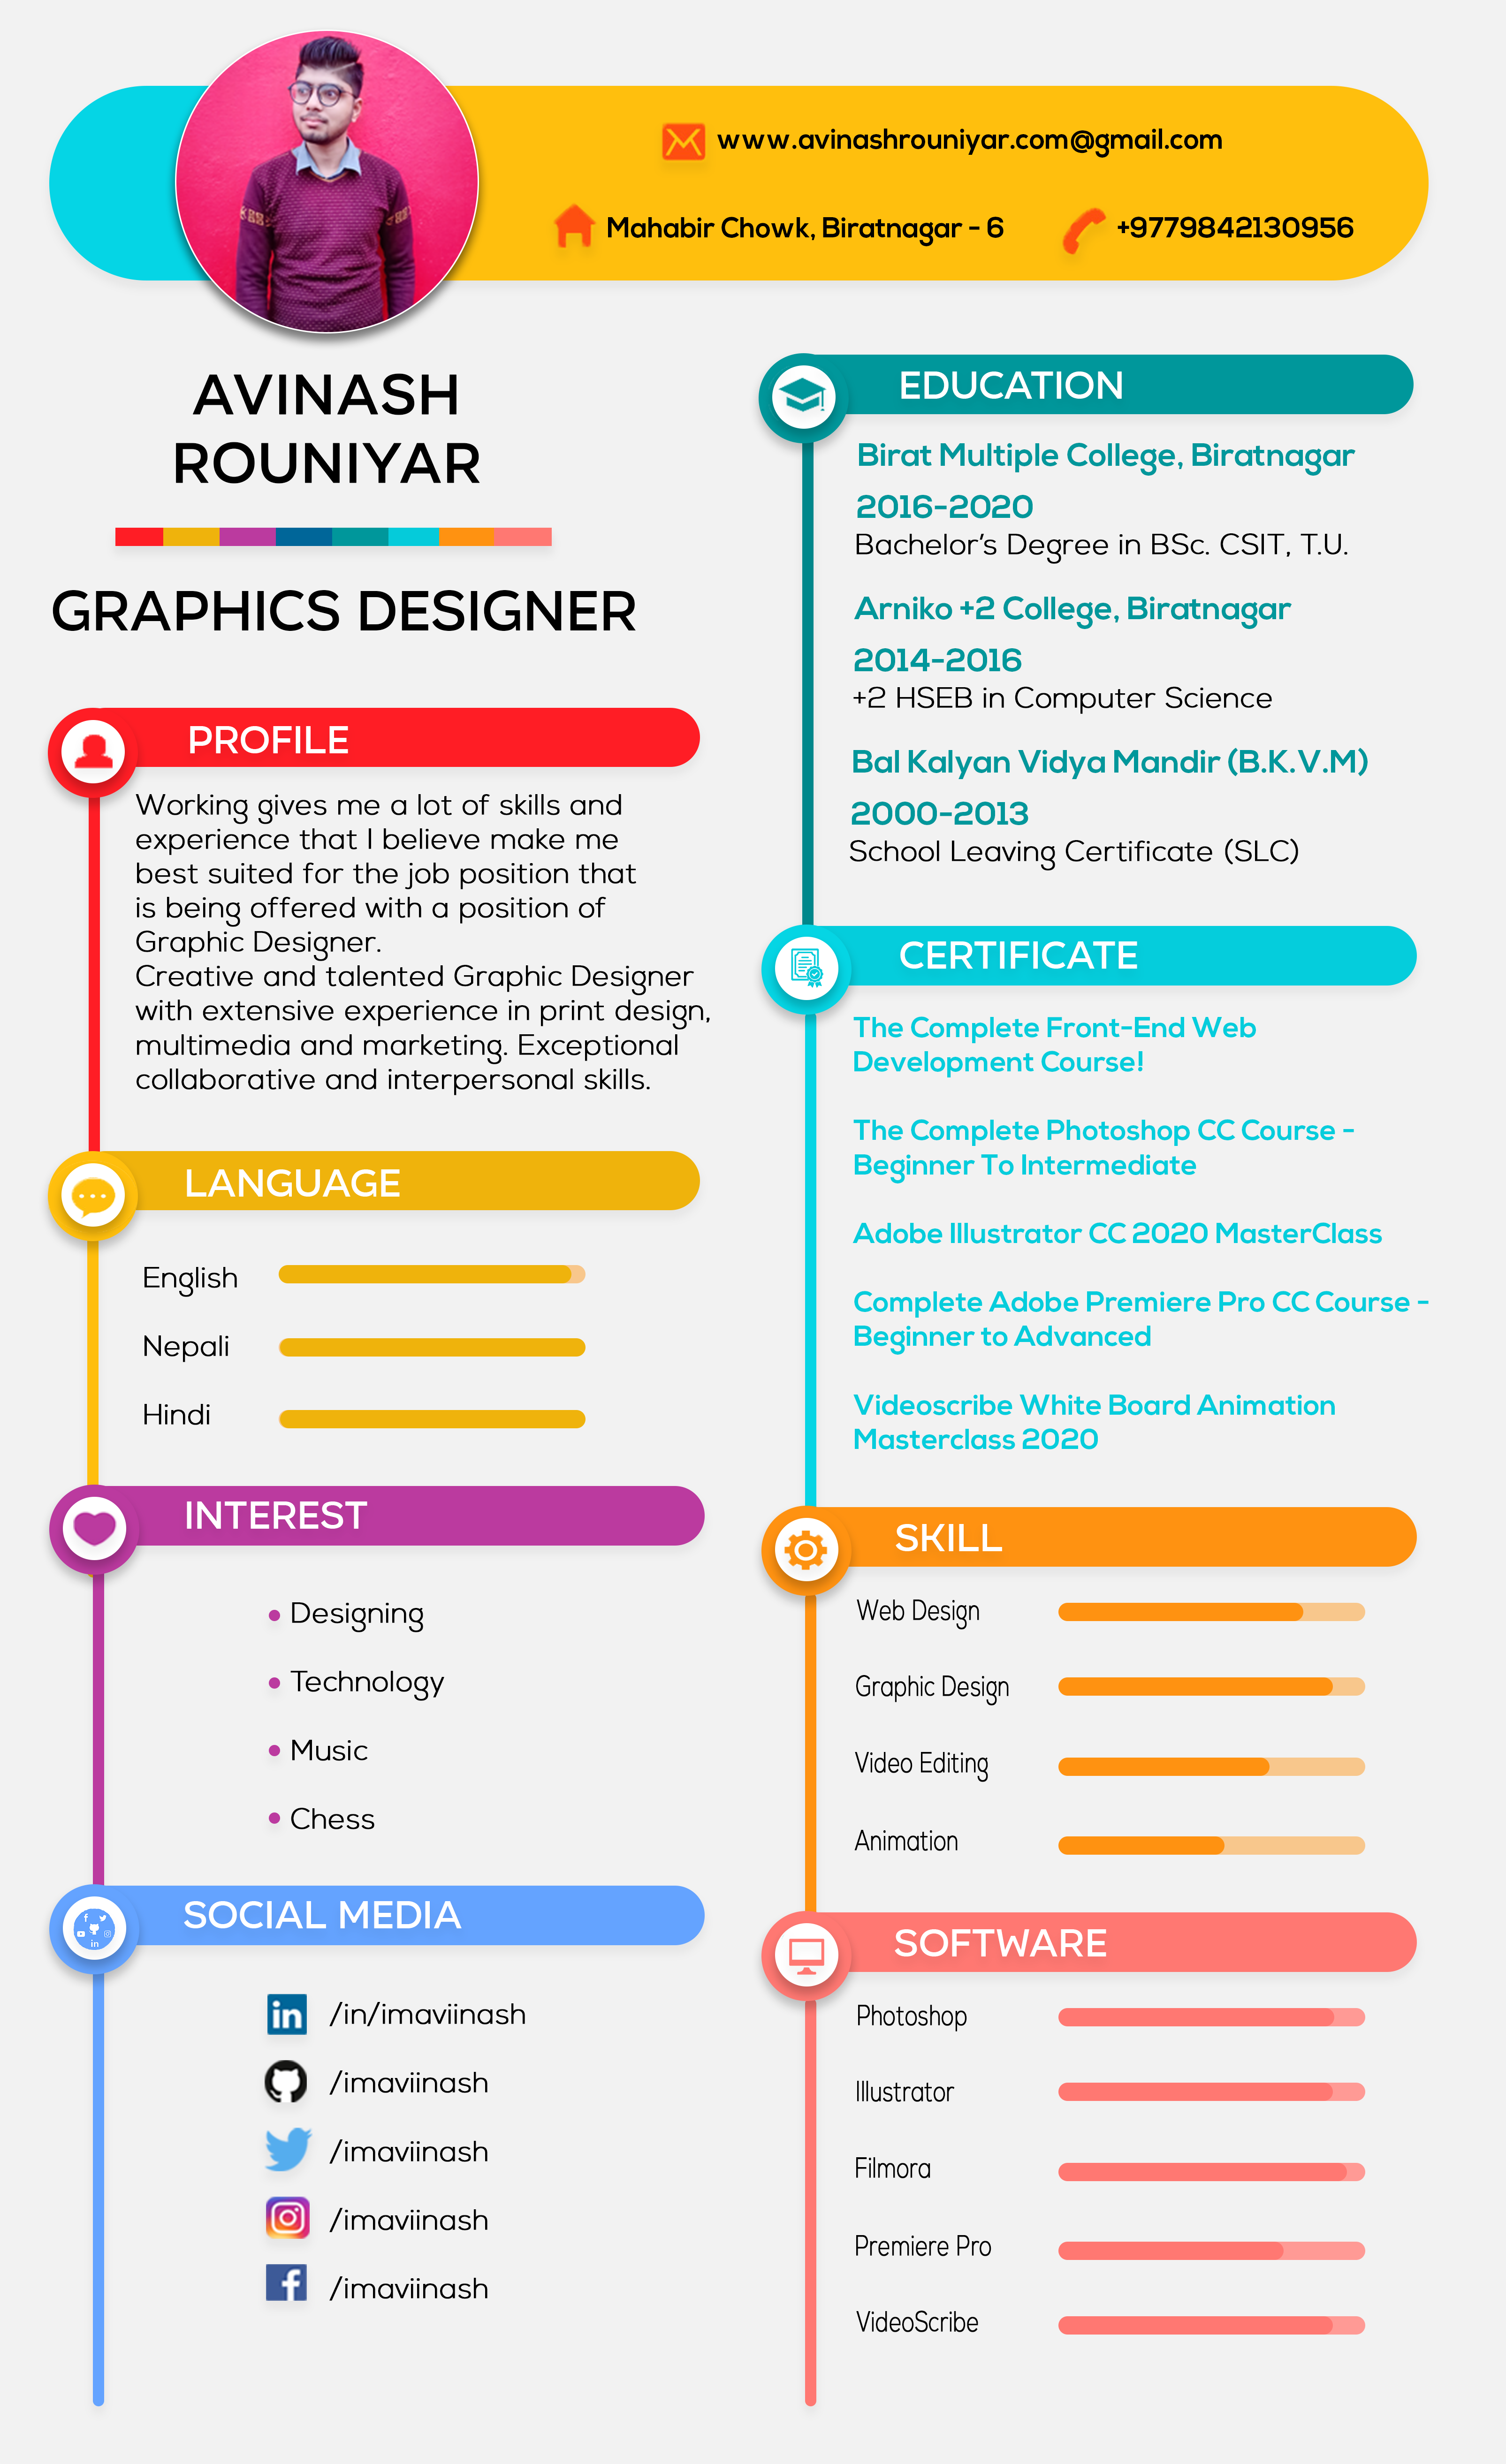 www.avinashrouniyar.com@gmail.com
Mahabir Chowk, Biratnagar - 6
+9779842130956
AVINASH
ROUNIYAR
GRAPHICS DESIGNER
PROFILE
Working gives me a lot of skills and
experience that I believe make me
best suited for the job position that
is being offered with a position of
Graphic Designer.
Creative and talented Graphic Designer
with extensive experience in print design,
multimedia and marketing. Exceptional
collaborative and interpersonal skills.
LANGUAGE
English
Nepali
Hindi
INTEREST
Designing
Technology
Music
Chess
SOCIAL MEDIA
in /in/imaviinash
/imaviinash
/imaviinash
/imaviinash
f /imaviinash
EDUCATION
Birat Multiple College, Biratnagar
2016-2020
Bachelor's Degree in BSc. CSIT, T.U.
Arniko +2 College, Biratnagar
2014-2016
+2 HSEB in Computer Science
Bal Kalyan Vidya Mandir (B.K.V.M)
2000-2013
School Leaving Certificate (SLC)
CERTIFICATE
The Complete Front-End Web
Development Course!
The Complete Photoshop CC Course -
Beginner To Intermediate
Adobe Illustrator CC 2020 MasterClass
Complete Adobe Premiere Pro CC Course -
Beginner to Advanced
Videoscribe White Board Animation
Masterclass 2020
SKILL
Web Design
Graphic Design
Video Editing
Animation
SOFTWARE
Photoshop
Illustrator
Filmora
Premiere Pro
VideoScribe